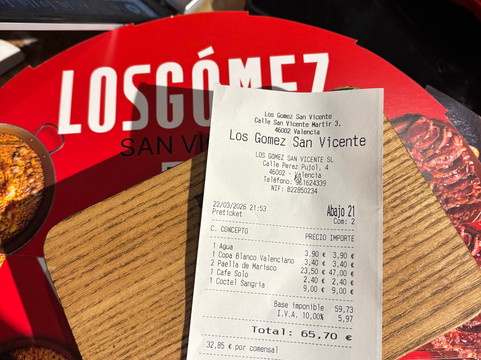 LOSGÓMEZ
SAN VI
Los Gomez San Vicente
Calle San Vicente Martir 3,
46002 Valencia
Los Gomez San Vicente
LOS GOMEZ SAN VICENTE SL
Calle Perez Pujol, 4
46002 - Valencia
Teléfono: 961624339
NIF: B22850234
22/03/2026 21:53 Abajo 21
Preticket Com: 2
C. CONCEPTO PRECIO IMPORTE
1 Agua 3,90 € 3,90 €
1 Copa Blanco Valenciano 3,40 € 3,40 €
2 Paella de Marisco 23,50 € 47,00 €
1 Cafe Solo 2,40 € 2,40 €
1 Coctel Sangria 9,00 € 9,00 €
Base imponible 59,73
I.V.A. 10,00% 5,97
Total: 65,70 €
32,85 € por comensal